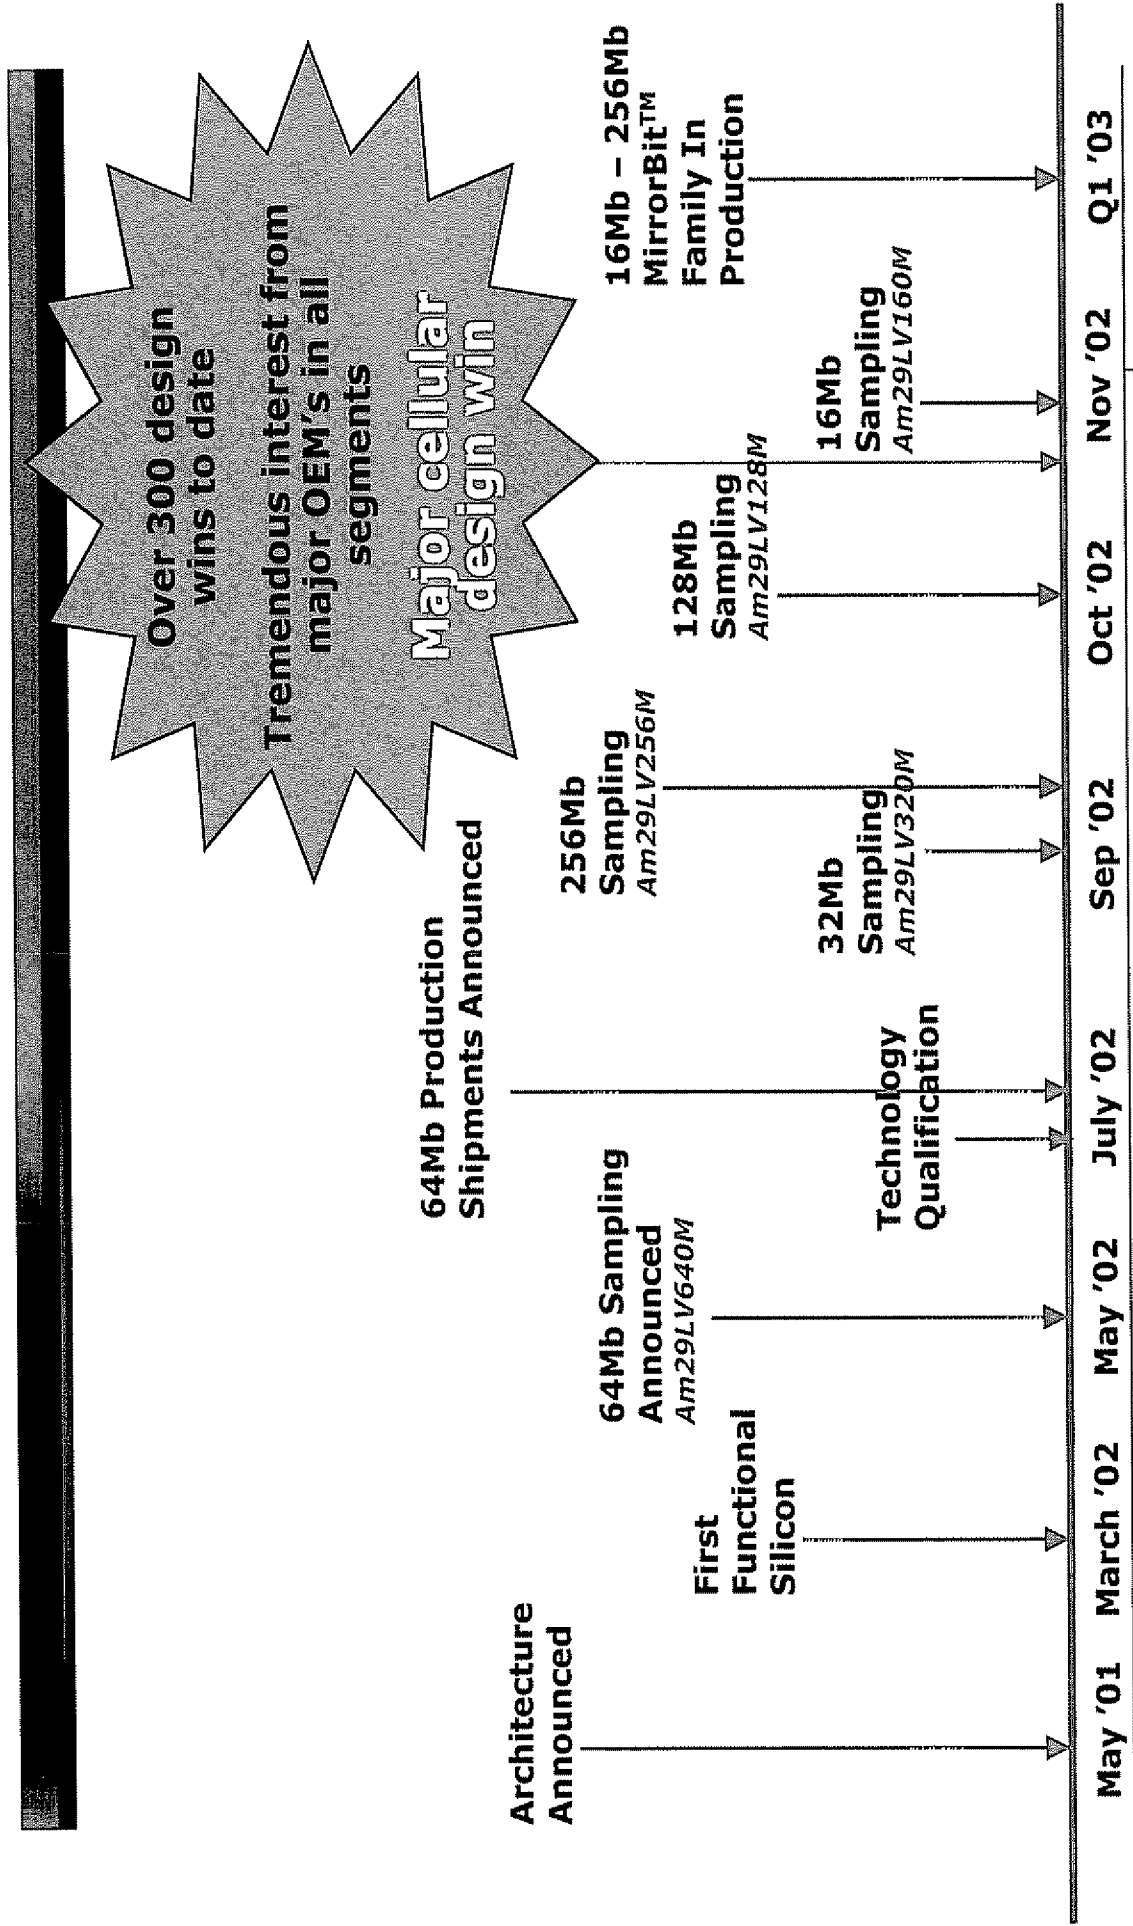 Over 300 design
wins to date
Tremendous interest from
major OEM's in all
segments
Major cellular
design win
Architecture
Announced
First
Functional
Silicon
64Mb Sampling
Announced
Am29LV640M
64Mb Production
Shipments Announced
Technology
Qualification
256Mb
Sampling
Am29LV256M
32Mb
Sampling
Am29LV320M
128Mb
Sampling
Am29LV128M
16Mb
Sampling
Am29LV160M
16Mb – 256Mb
MirrorBit™
Family In
Production
May '01 March '02 May '02 July '02 Sep '02 Oct '02 Nov '02 Q1 '03